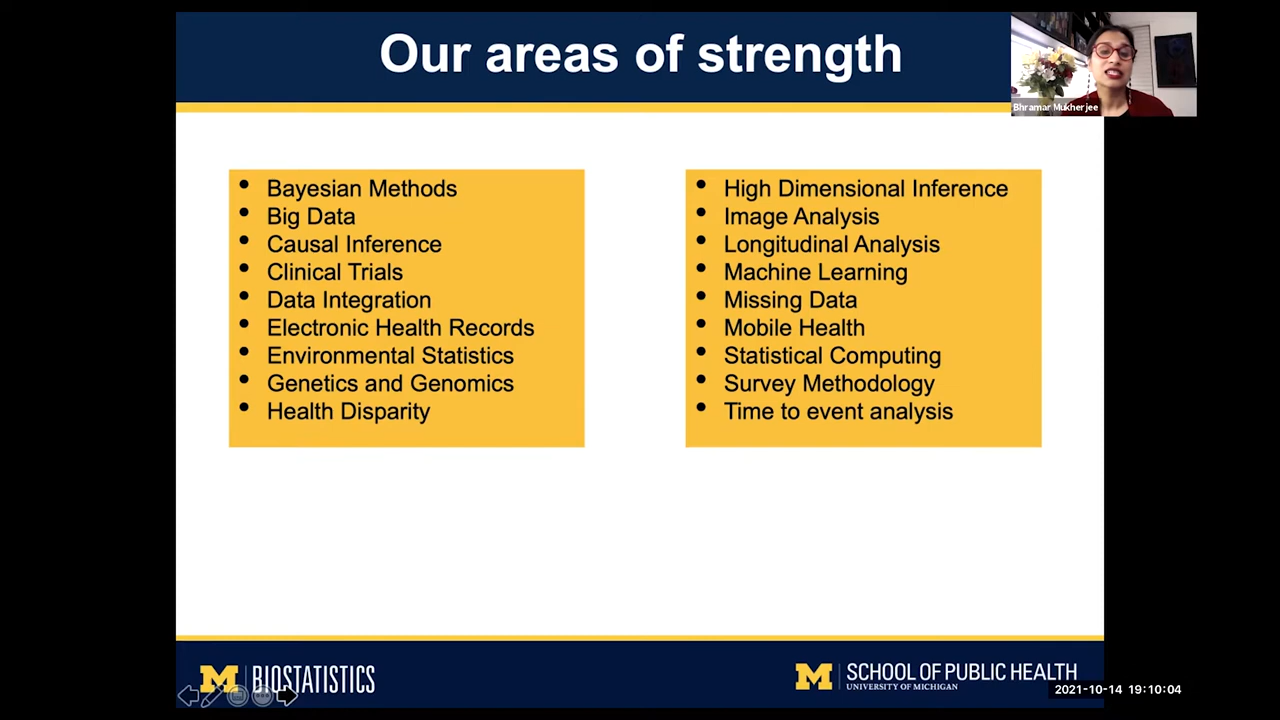 Our areas of strength
Bhramar Mukherjee
• Bayesian Methods
• Big Data
• Causal Inference
• Clinical Trials
• Data Integration
• Electronic Health Records
• Environmental Statistics
• Genetics and Genomics
• Health Disparity
• High Dimensional Inference
• Image Analysis
• Longitudinal Analysis
• Machine Learning
• Missing Data
• Mobile Health
• Statistical Computing
• Survey Methodology
• Time to event analysis
M BIOSTATISTICS
M SCHOOL OF PUBLIC HEALTH
UNIVERSITY OF MICHIGAN
2021-10-14 19:10:04